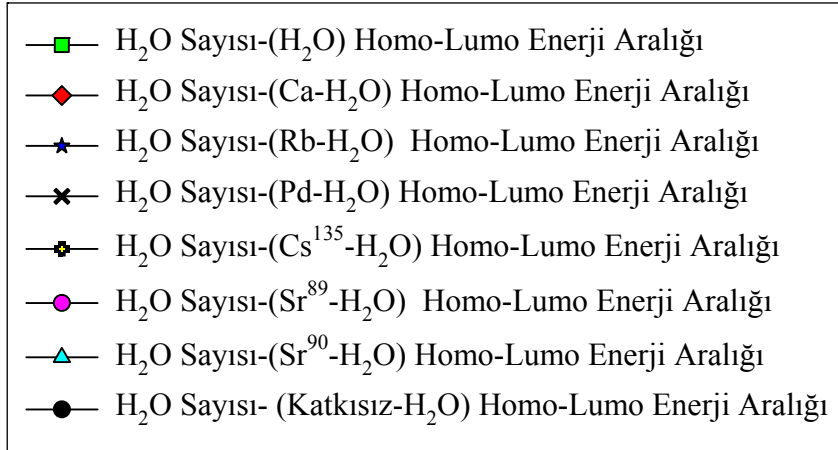 H₂O Sayısı-(H₂O) Homo-Lumo Enerji Aralığı
H₂O Sayısı-(Ca-H₂O) Homo-Lumo Enerji Aralığı
H₂O Sayısı-(Rb-H₂O) Homo-Lumo Enerji Aralığı
H₂O Sayısı-(Pd-H₂O) Homo-Lumo Enerji Aralığı
H₂O Sayısı-(Cs¹³⁵-H₂O) Homo-Lumo Enerji Aralığı
H₂O Sayısı-(Sr⁸⁹-H₂O) Homo-Lumo Enerji Aralığı
H₂O Sayısı-(Sr⁹⁰-H₂O) Homo-Lumo Enerji Aralığı
H₂O Sayısı- (Katkısız-H₂O) Homo-Lumo Enerji Aralığı